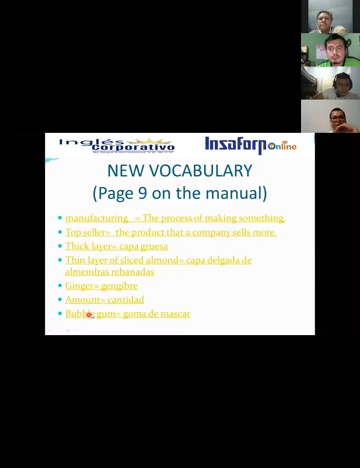 Inglés
corporativo
Insaforp Online
NEW VOCABULARY
(Page 9 on the manual)
manufacturing = The process of making something.
Top seller= the product that a company sells more.
Thick layer= capa gruesa
Thin layer of sliced almond= capa delgada de
almendras rebanadas
Ginger= gengibre
Amount= cantidad
Bubble gum= goma de mascar